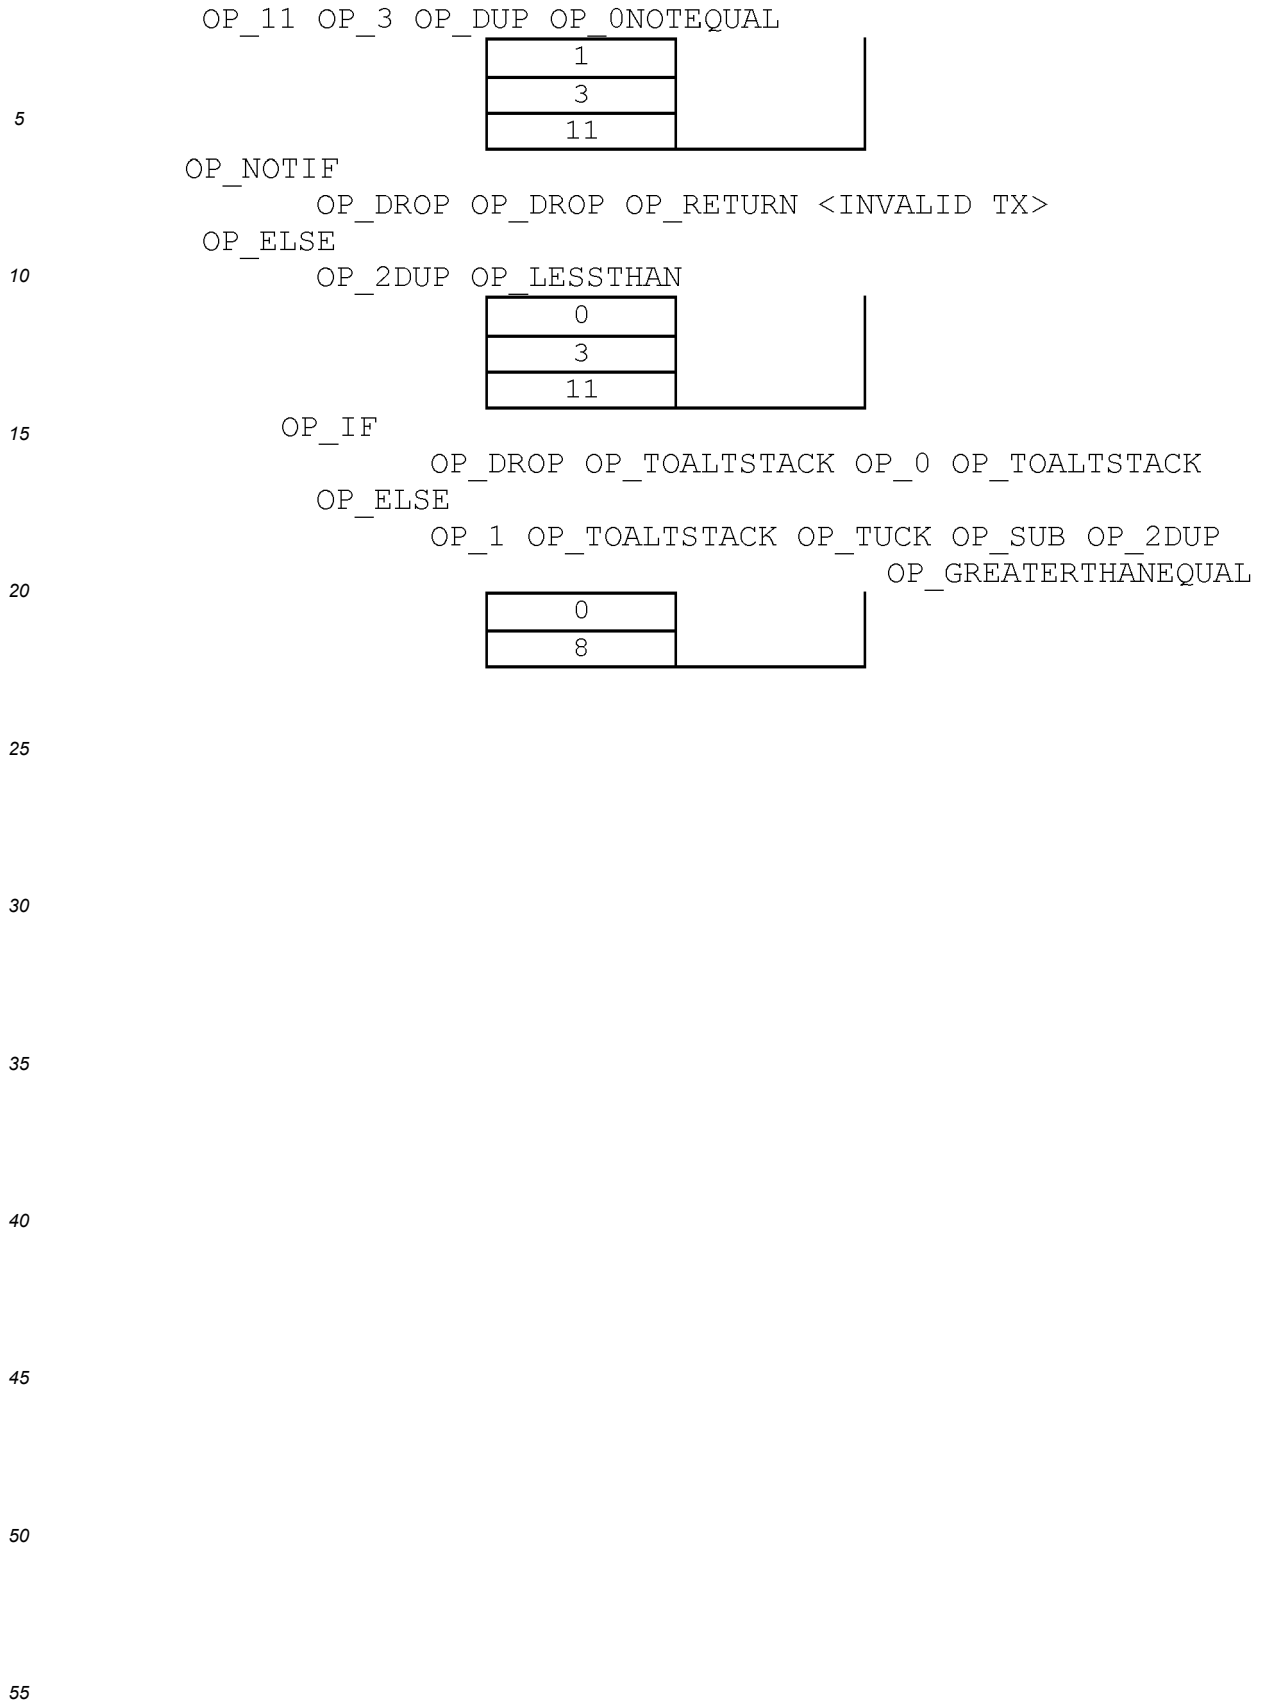 OP_11 OP_3 OP_DUP OP_0NOTEQUAL
1
3
5
11
OP_NOTIF
OP_DROP OP_DROP OP_RETURN <INVALID TX>
OP_ELSE
10
OP_2DUP OP_LESSTHAN
0
3
11
15
OP_IF
OP_DROP OP_TOALTSTACK OP_0 OP_TOALTSTACK
OP_ELSE
OP_1 OP_TOALTSTACK OP_TUCK OP_SUB OP_2DUP
OP_GREATERTHANEQUAL
20
0
8
25
30
35
40
45
50
55